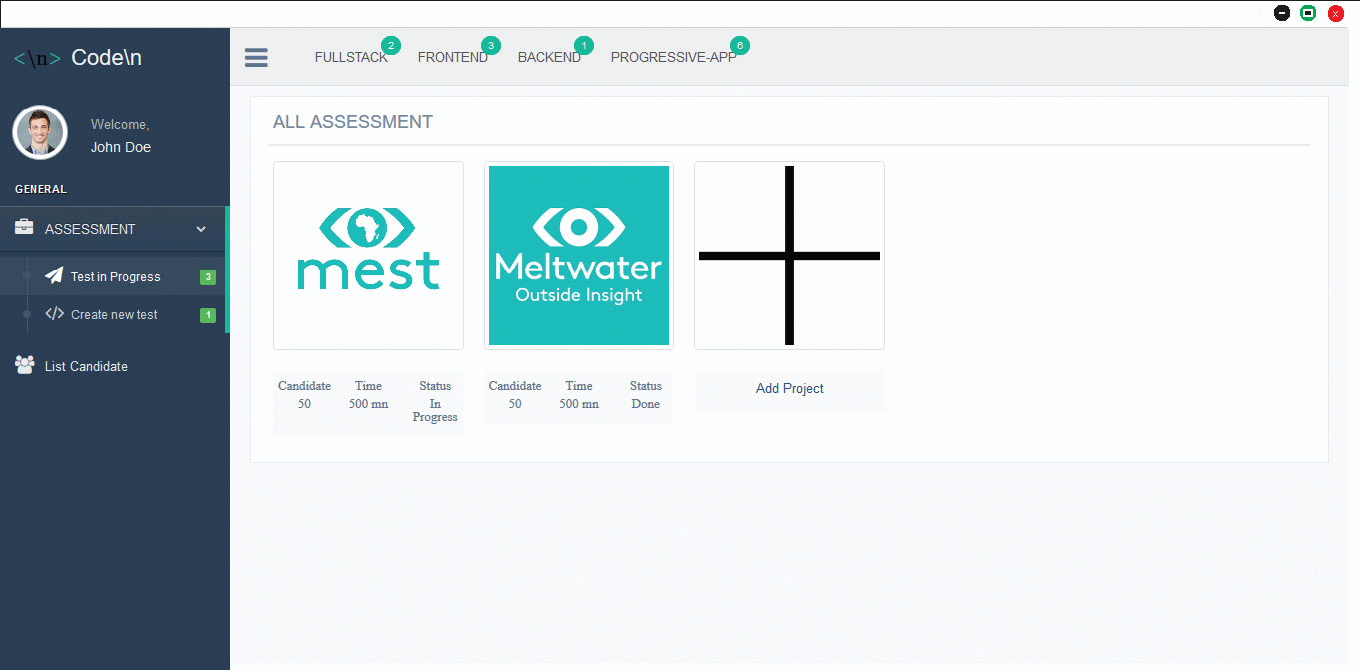 x
<\n> Code\n
Welcome,
John Doe
GENERAL
ASSESSMENT
Test in Progress 3
Create new test 1
List Candidate
FULLSTACK 2 FRONTEND 3 BACKEND 1 PROGRESSIVE-APP 6
ALL ASSESSMENT
mest
Candidate Time Status
50 500 mn In
Progress
Meltwater
Outside Insight
Candidate Time Status
50 500 mn Done
Add Project